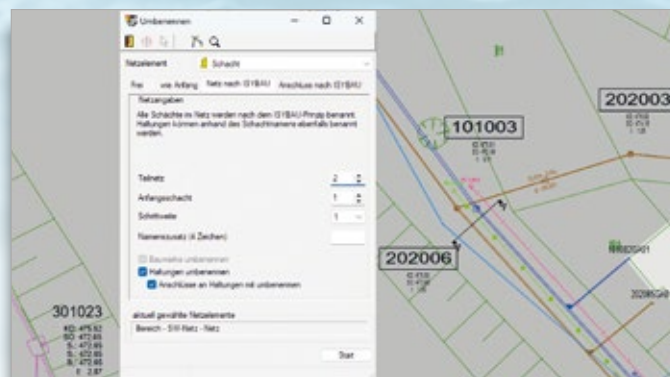 Umbenennen
Netzelement Schacht
Frei wie Anfang Netz nach ISYBAU Anschlüsse nach ISYBAU
Netzangaben
Alle Schächte im Netz werden nach dem ISYBAU-Prinzip benannt.
Haltungen können anhand des Schachtnamens ebenfalls benannt
werden.
Teilnetz 2
Anfangsschacht 1
Schrittweite 1
Namenszusatz (4 Zeichen)
Bauwerke umbenennen
Haltungen umbenennen
Anschlüsse an Haltungen mit umbenennen
aktuell gewählte Netzelemente
Bereich - SW-Netz - Netz
Start
202003
101003
202006
301023